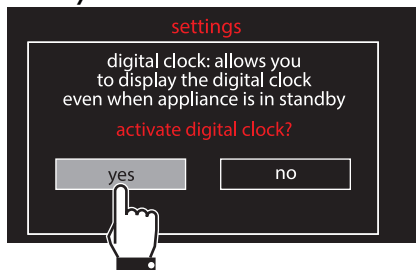 settings
digital clock: allows you
to display the digital clock
even when appliance is in standby
activate digital clock?
yes
no